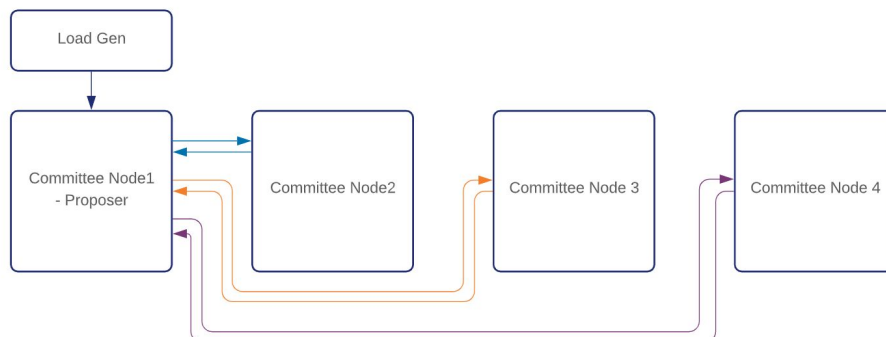 Load Gen
Committee Node1
- Proposer
Committee Node2
Committee Node 3
Committee Node 4